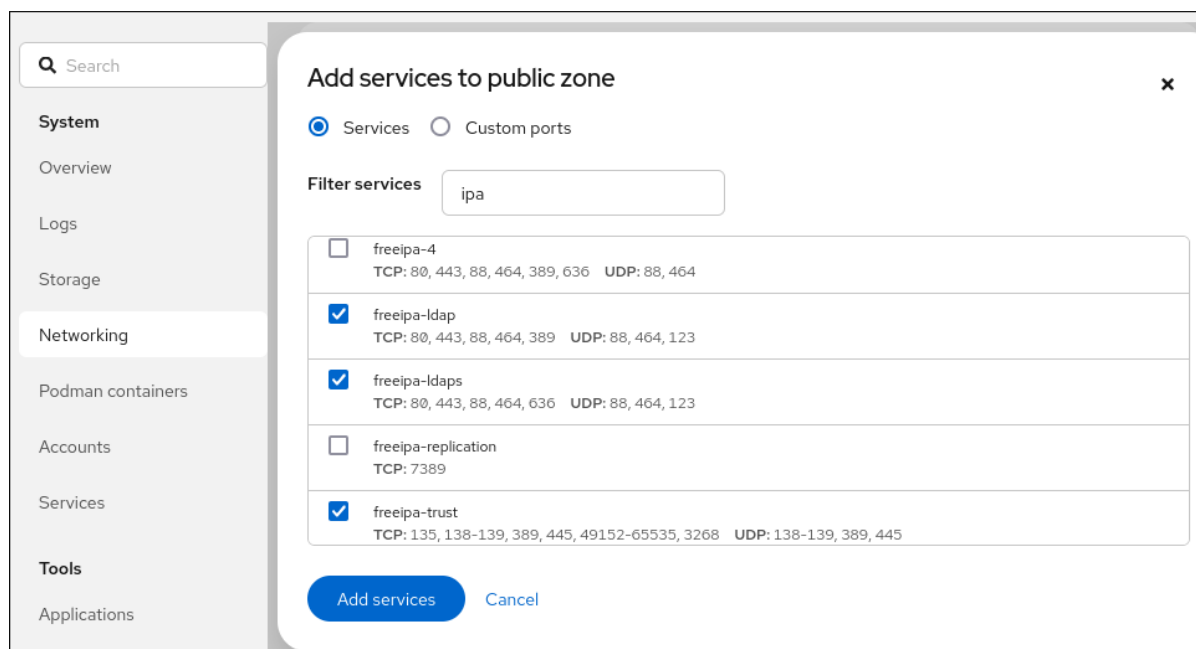 Search
System
Overview
Logs
Storage
Networking
Podman containers
Accounts
Services
Tools
Applications
Add services to public zone
Services Custom ports
Filter services ipa
freeipa-4
TCP: 80, 443, 88, 464, 389, 636 UDP: 88, 464
freeipa-ldap
TCP: 80, 443, 88, 464, 389 UDP: 88, 464, 123
freeipa-ldaps
TCP: 80, 443, 88, 464, 636 UDP: 88, 464, 123
freeipa-replication
TCP: 7389
freeipa-trust
TCP: 135, 138-139, 389, 445, 49152-65535, 3268 UDP: 138-139, 389, 445
Add services Cancel